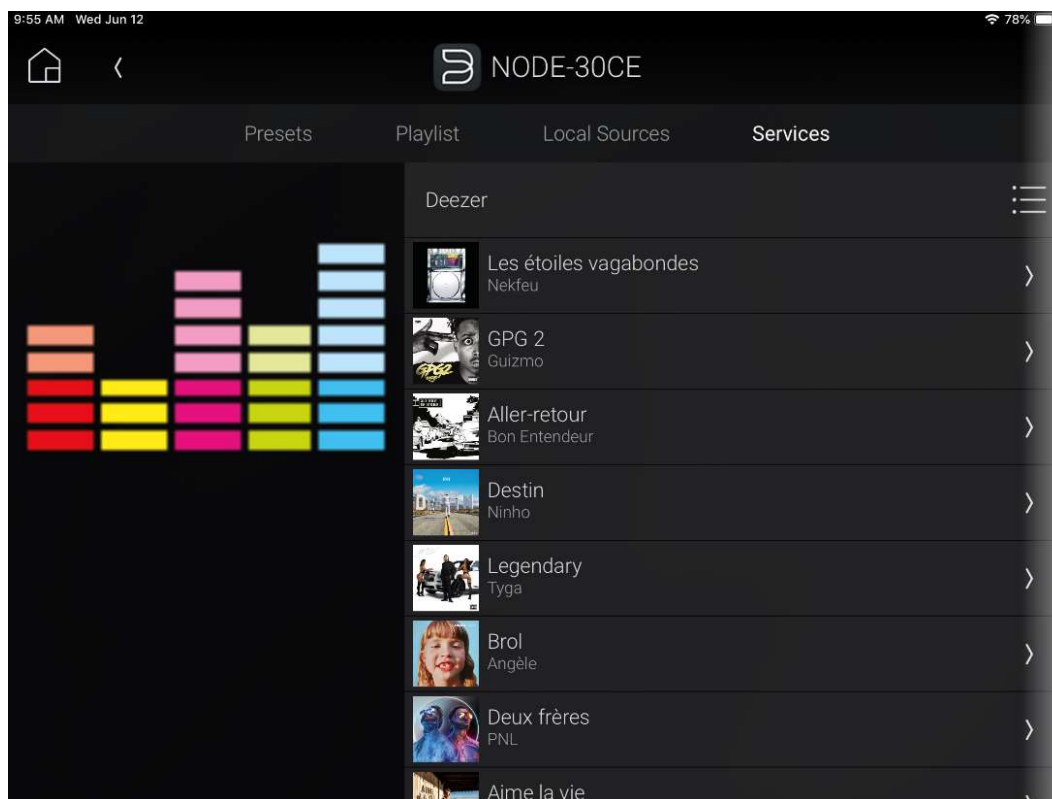 9:55 AM Wed Jun 12
78%
NODE-30CE
Presets Playlist Local Sources Services
Deezer
Les étoiles vagabondes
Nekfeu
GPG 2
Guizmo
GPG2
Aller-retour
Bon Entendeur
Destin
Ninho
Legendary
Tyga
Brol
Angèle
Deux frères
PNL
Aime la vie